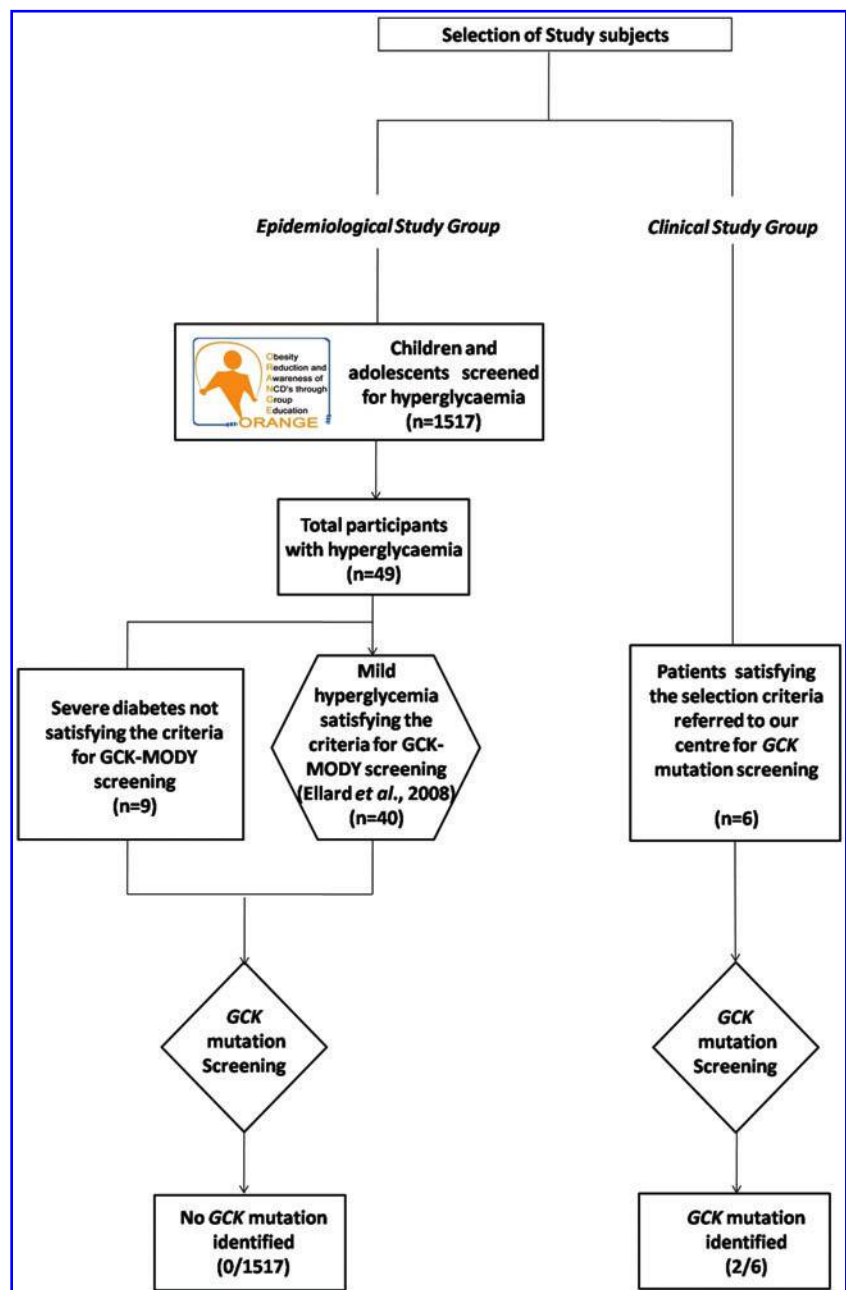 Selection of Study subjects
Epidemiological Study Group
Clinical Study Group
Obesity
Reduction and
Awareness of
NCD's through
Group
Education
ORANGE
Children and
adolescents screened
for hyperglycaemia
(n=1517)
Total participants
with hyperglycaemia
(n=49)
Severe diabetes not
satisfying the criteria
for GCK-MODY
screening
(n=9)
Mild
hyperglycemia
satisfying the
criteria for GCK-
MODY screening
(Ellard et al., 2008)
(n=40)
Patients satisfying
the selection criteria
referred to our
centre for GCK
mutation screening
(n=6)
GCK
mutation
Screening
GCK
mutation
Screening
No GCK mutation
identified
(0/1517)
GCK mutation
identified
(2/6)